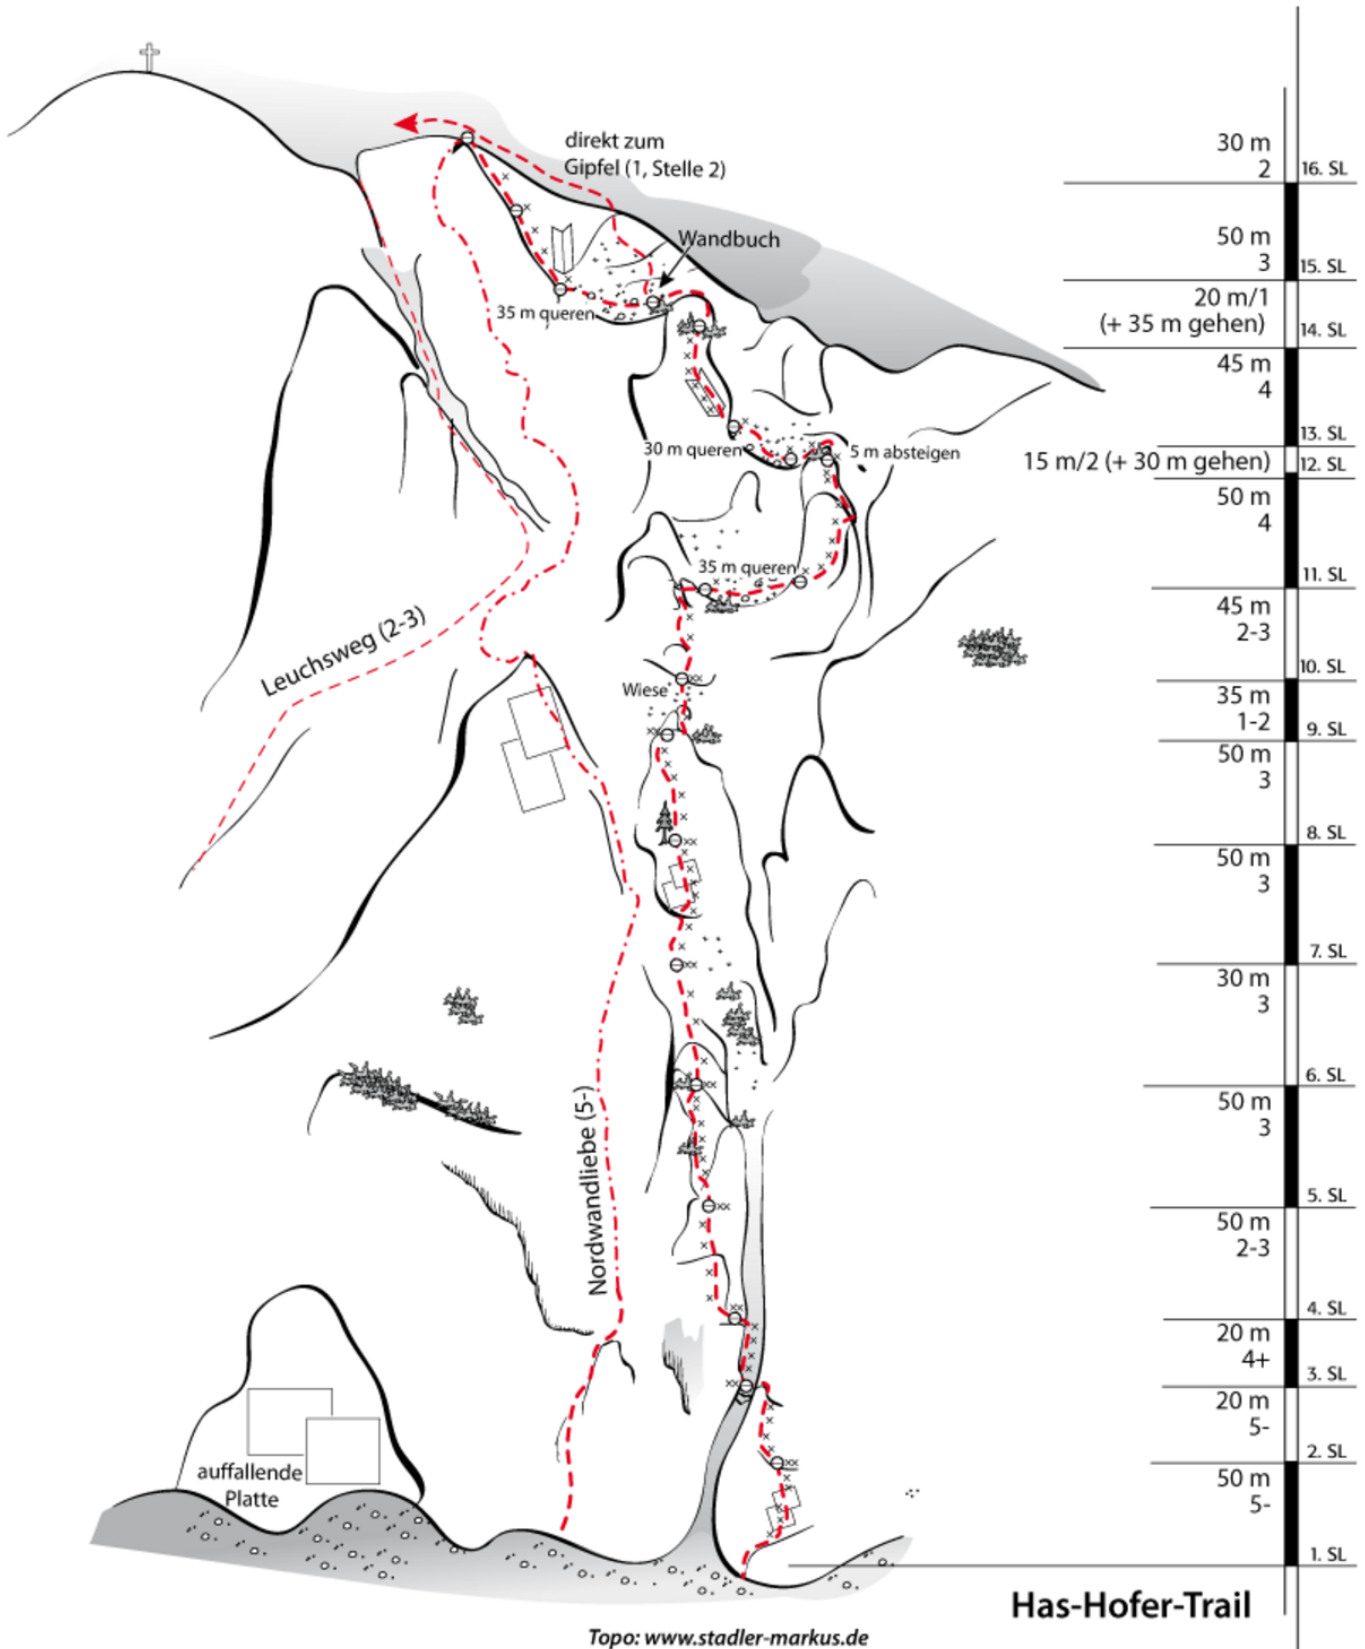 direkt zum
Gipfel (1, Stelle 2)
Wandbuch
35 m queren
30 m queren
5 m absteigen
35 m queren
Leuchsweg (2-3)
Wiese
Nordwandliebe (5-)
auffallende
Platte
30 m
2
16. SL
50 m
3
15. SL
20 m/1
(+ 35 m gehen)
14. SL
45 m
4
13. SL
15 m/2 (+ 30 m gehen)
12. SL
50 m
4
11. SL
45 m
2-3
10. SL
35 m
1-2
9. SL
50 m
3
8. SL
50 m
3
7. SL
30 m
3
6. SL
50 m
3
5. SL
50 m
2-3
4. SL
20 m
4+
3. SL
20 m
5-
2. SL
50 m
5-
1. SL
Has-Hofer-Trail
Topo: www.stadler-markus.de